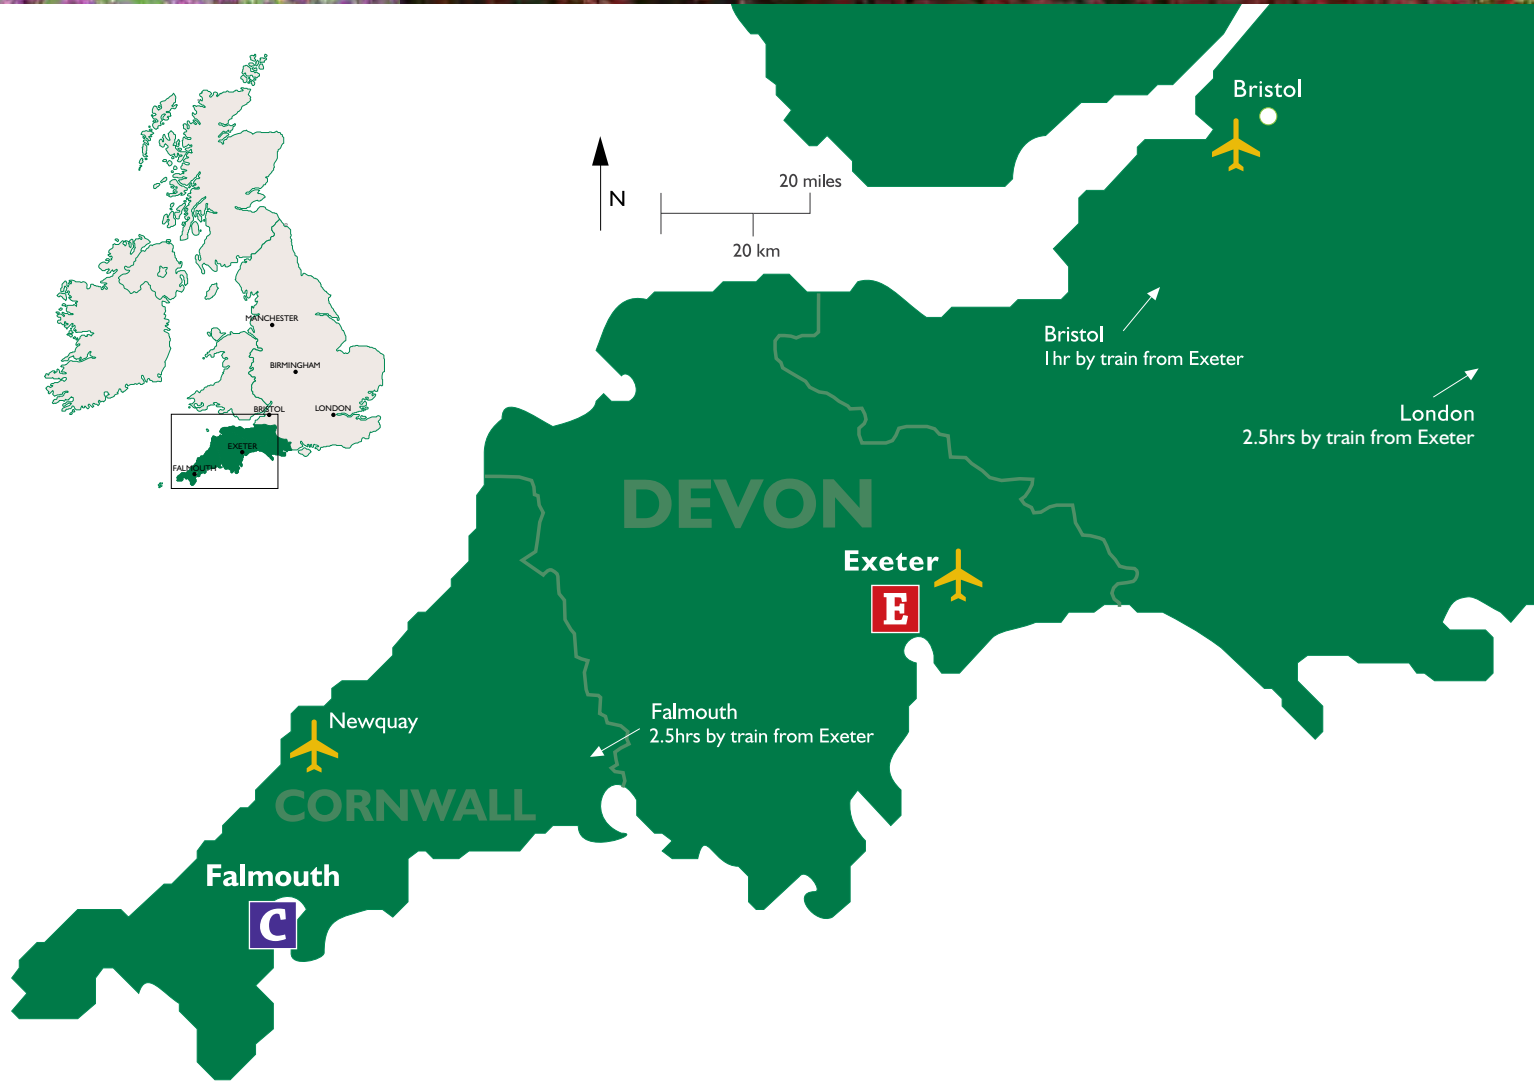 Bristol
20 miles
N
20 km
MANCHESTER
BIRMINGHAM
BRISTOL
LONDON
EXETER
FALMOUTH
Bristol
1hr by train from Exeter
London
2.5hrs by train from Exeter
DEVON
Exeter
E
Falmouth
2.5hrs by train from Exeter
Newquay
CORNWALL
Falmouth
C